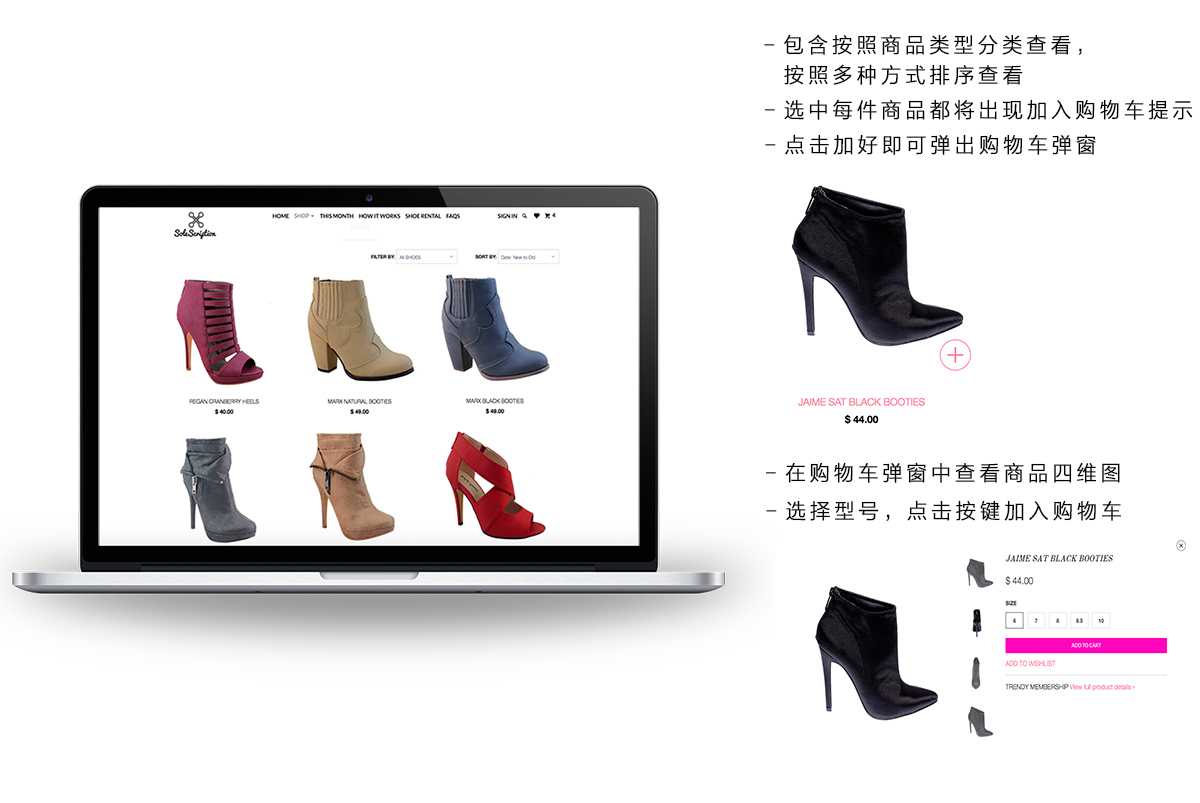 - 包含按照商品类型分类查看，
按照多种方式排序查看
- 选中每件商品都将出现加入购物车提示
- 点击加好即可弹出购物车弹窗
SoleScription
HOME SHOP THIS MONTH HOW IT WORKS SHOE RENTAL FAQS SIGN IN 4
FILTER BY: All SHOES SORT BY: Date: New to Old
REGAN CRANBERRY HEELS
$ 40.00
MARX NATURAL BOOTIES
$ 49.00
MARX BLACK BOOTIES
$ 49.00
JAIME SAT BLACK BOOTIES
$ 44.00
- 在购物车弹窗中查看商品四维图
- 选择型号，点击按键加入购物车
JAIME SAT BLACK BOOTIES
$ 44.00
SIZE
6 7 8 8.5 10
ADD TO CART
ADD TO WISHLIST
TRENDY MEMBERSHIP View full product details ›